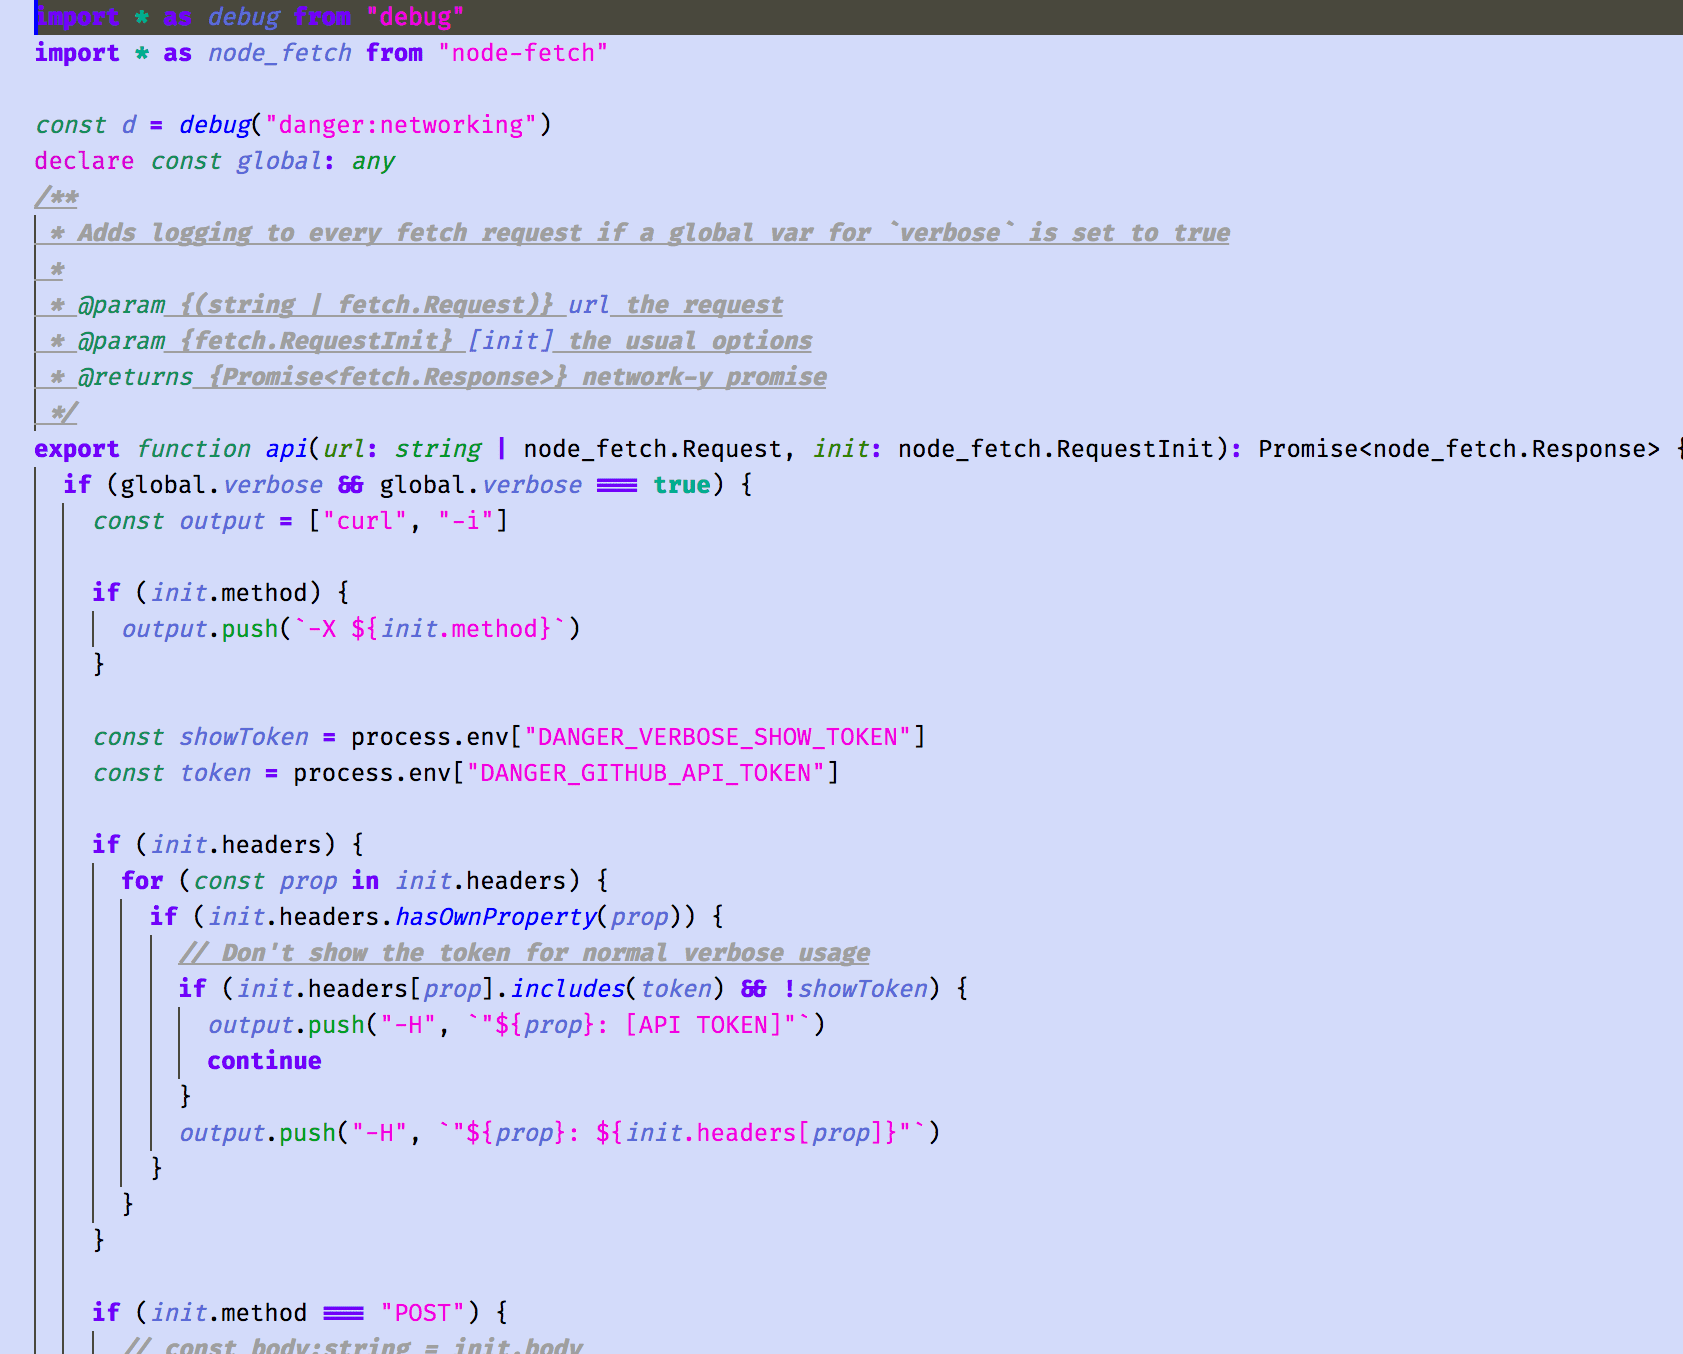 import * as debug from "debug"
import * as node_fetch from "node-fetch"
const d = debug("danger:networking")
declare const global: any
/**
 * Adds logging to every fetch request if a global var for `verbose` is set to true
 *
 * @param {(string | fetch.Request)} url the request
 * @param {fetch.RequestInit} [init] the usual options
 * @returns {Promise<fetch.Response>} network-y promise
 */
export function api(url: string | node_fetch.Request, init: node_fetch.RequestInit): Promise<node_fetch.Response> {
  if (global.verbose && global.verbose === true) {
    const output = ["curl", "-i"]
    if (init.method) {
      output.push(`-X ${init.method}`)
    }
    const showToken = process.env["DANGER_VERBOSE_SHOW_TOKEN"]
    const token = process.env["DANGER_GITHUB_API_TOKEN"]
    if (init.headers) {
      for (const prop in init.headers) {
        if (init.headers.hasOwnProperty(prop)) {
          // Don't show the token for normal verbose usage
          if (init.headers[prop].includes(token) && !showToken) {
            output.push("-H", `"${prop}: [API TOKEN]"`)
            continue
          }
          output.push("-H", `"${prop}: ${init.headers[prop]}"`)
        }
      }
    }
    if (init.method === "POST") {
      // const body:string = init.body